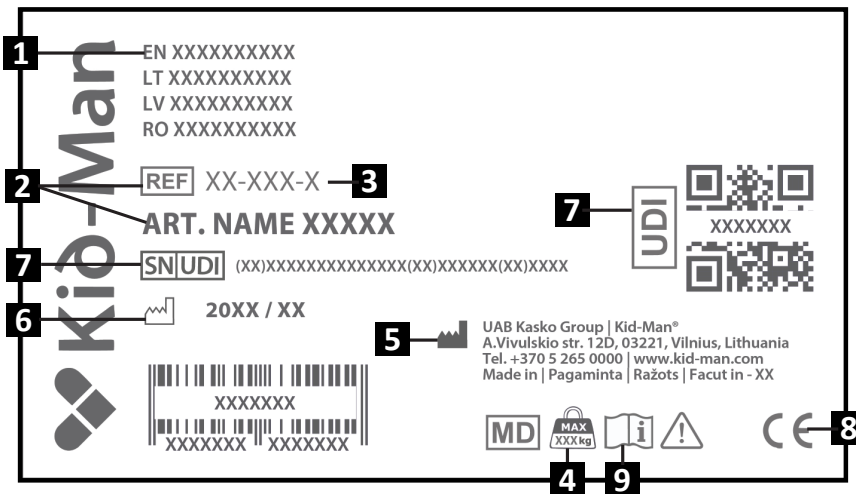 Kid-Man
1
EN XXXXXXXXXX
LT XXXXXXXXXX
LV XXXXXXXXXX
RO XXXXXXXXXX
2
REF XX-XXX-X 3
ART. NAME XXXXX
7
SN UDI (XX)XXXXXXXXXXXXXX(XX)XXXXXX(XX)XXXX
6
20XX / XX
7
UDI
XXXXXXX
5
UAB Kasko Group | Kid-Man®
A.Vivulskio str. 12D, 03221, Vilnius, Lithuania
Tel. +370 5 265 0000 | www.kid-man.com
Made in | Pagaminta | Ražots | Facut in - XX
XXXXXXX
XXXXXXX XXXXXXX
MD
MAX
XXX kg
i
CE
8
4
9